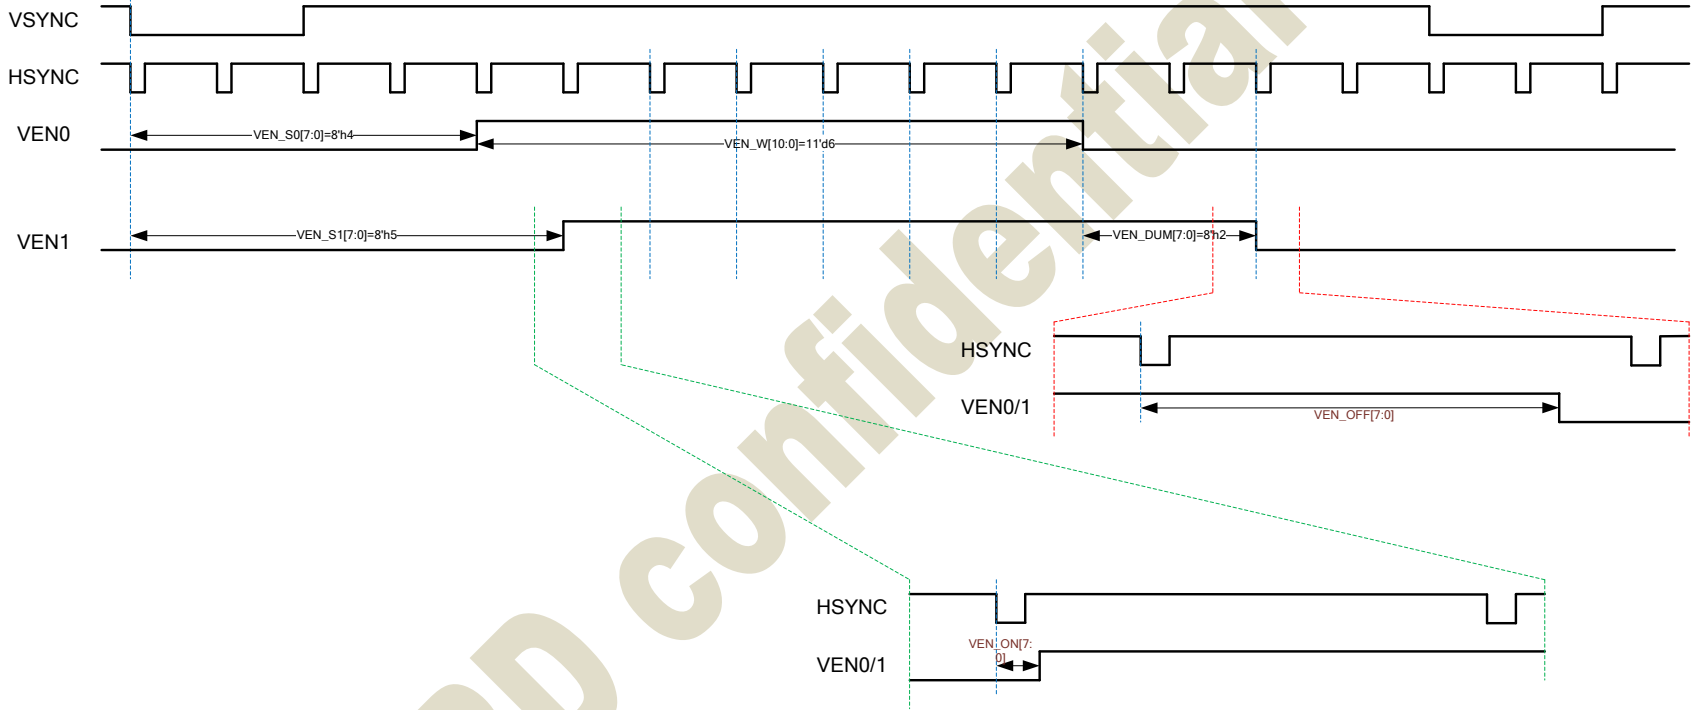 VSYNC
HSYNC
VEN0
VEN_S0[7:0]=8'h4
VEN_W[10:0]=11'd6
VEN1
VEN_S1[7:0]=8'h5
VEN_DUM[7:0]=8'h2
HSYNC
VEN0/1
VEN_OFF[7:0]
HSYNC
VEN_ON[7:
0]
VEN0/1
confidential